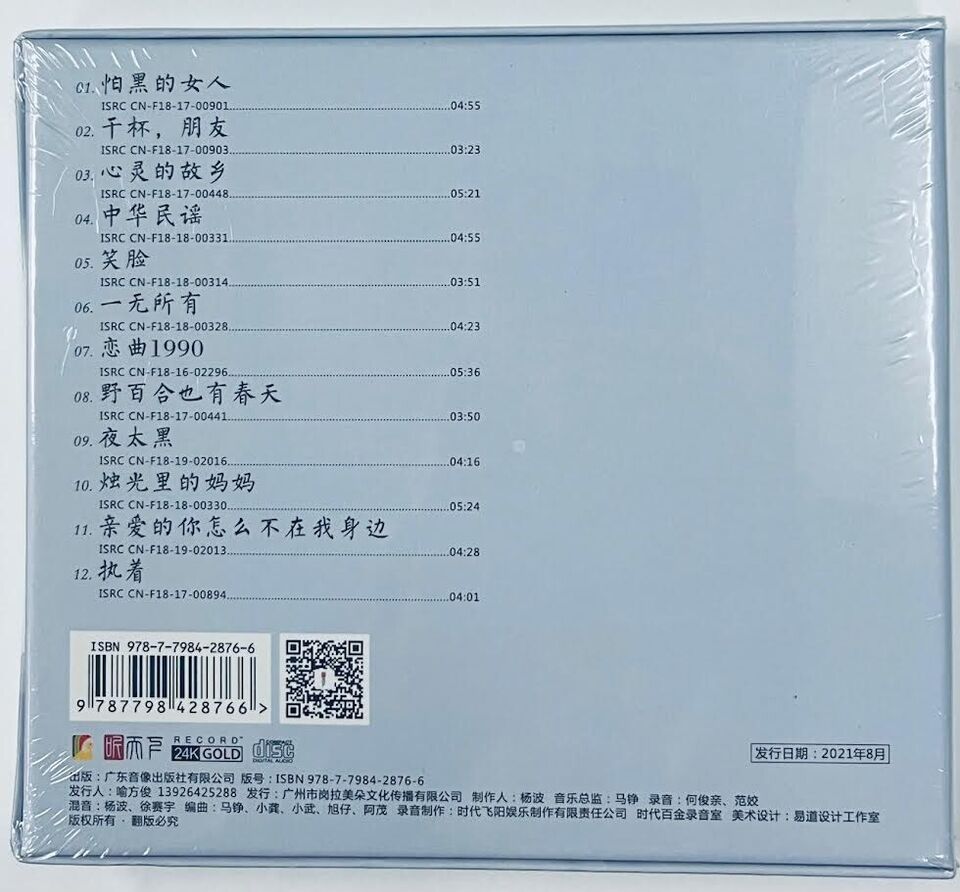 01. 怕黑的女人
ISRC CN-F18-17-00901 04:55
02. 干杯，朋友
ISRC CN-F18-17-00903 03:23
03. 心灵的故乡
ISRC CN-F18-17-00448 05:21
04. 中华民谣
ISRC CN-F18-18-00331 04:55
05. 笑脸
ISRC CN-F18-18-00314 03:51
06. 一无所有
ISRC CN-F18-18-00328 04:23
07. 恋曲1990
ISRC CN-F18-16-02296 05:36
08. 野百合也有春天
ISRC CN-F18-17-00441 03:50
09. 夜太黑
ISRC CN-F18-19-02016 04:16
10. 烛光里的妈妈
ISRC CN-F18-18-00330 05:24
11. 亲爱的你怎么不在我身边
ISRC CN-F18-19-02013 04:28
12. 执着
ISRC CN-F18-17-00894 04:01
ISBN 978-7-7984-2876-6
9 787798 428766 >
RECORD
24K GOLD
COMPACT
disc
DIGITAL AUDIO
发行日期：2021年8月
出版：广东音像出版社有限公司 版号：ISBN 978-7-7984-2876-6
发行人：喻方俊 13926425288 发行：广州市岗拉美朵文化传播有限公司 制作人：杨波 音乐总监：马铮 录音：何俊亲、范姣
混音：杨波、徐赛宇 编曲：马铮、小龚、小武、旭仔、阿茂 录音制作：时代飞阳娱乐制作有限责任公司 时代百金录音室 美术设计：易道设计工作室
版权所有·翻版必究